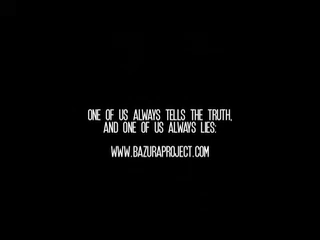 ONE OF US ALWAYS TELLS THE TRUTH,
AND ONE OF US ALWAYS LIES:
WWW.BAZURAPROJECT.COM